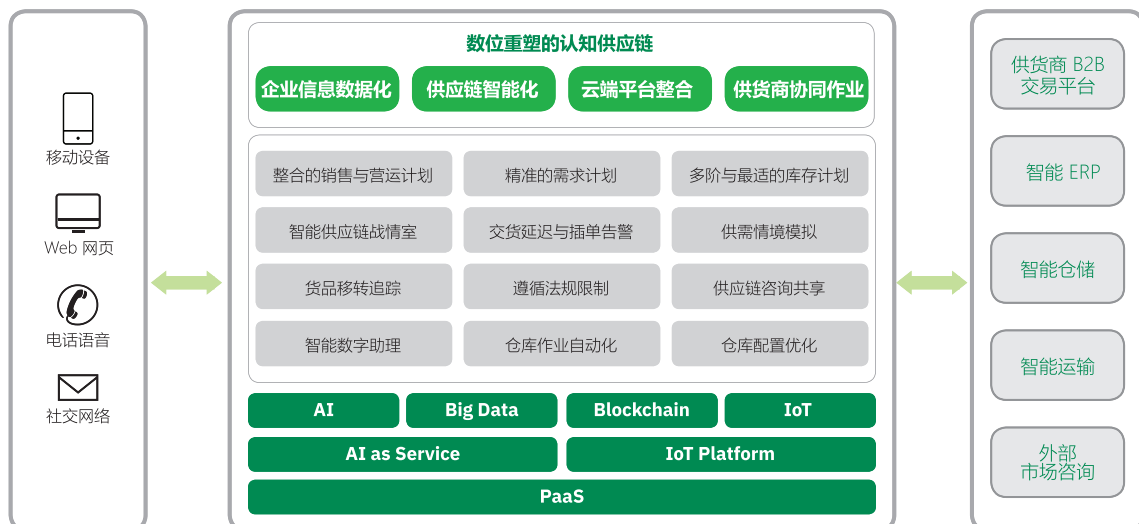 移动设备
Web 网页
电话语音
社交网络
数位重塑的认知供应链
企业信息数据化
供应链智能化
云端平台整合
供货商协同作业
整合的销售与营运计划
精准的需求计划
多阶与最适的库存计划
智能供应链战情室
交货延迟与插单告警
供需情境模拟
货品移转追踪
遵循法规限制
供应链咨询共享
智能数字助理
仓库作业自动化
仓库配置优化
AI
Big Data
Blockchain
IoT
AI as Service
IoT Platform
PaaS
供货商 B2B
交易平台
智能 ERP
智能仓储
智能运输
外部
市场咨询